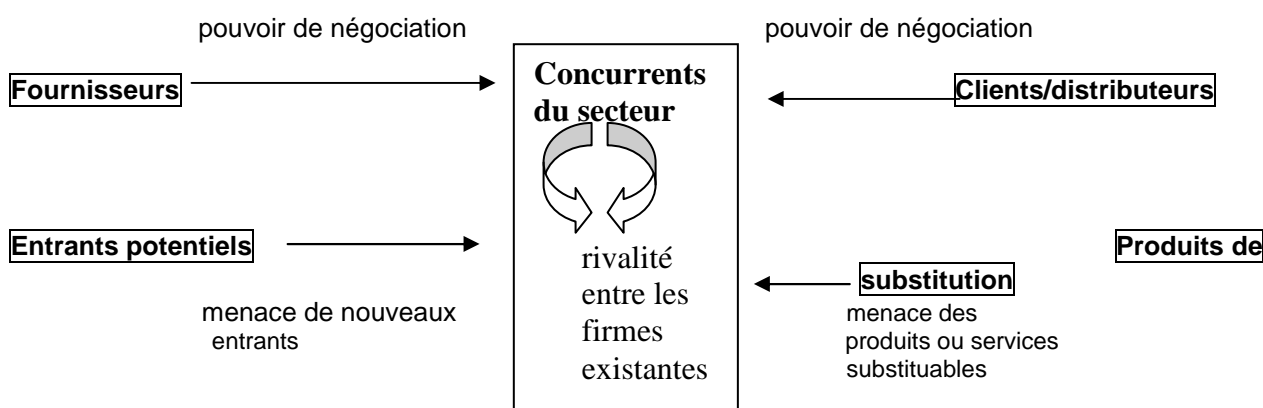 pouvoir de négociation
pouvoir de négociation
Fournisseurs
Concurrents
du secteur
Clients/distributeurs
Entrants potentiels
menace de nouveaux
entrants
rivalité
entre les
firmes
existantes
Produits de
substitution
menace des
produits ou services
substituables